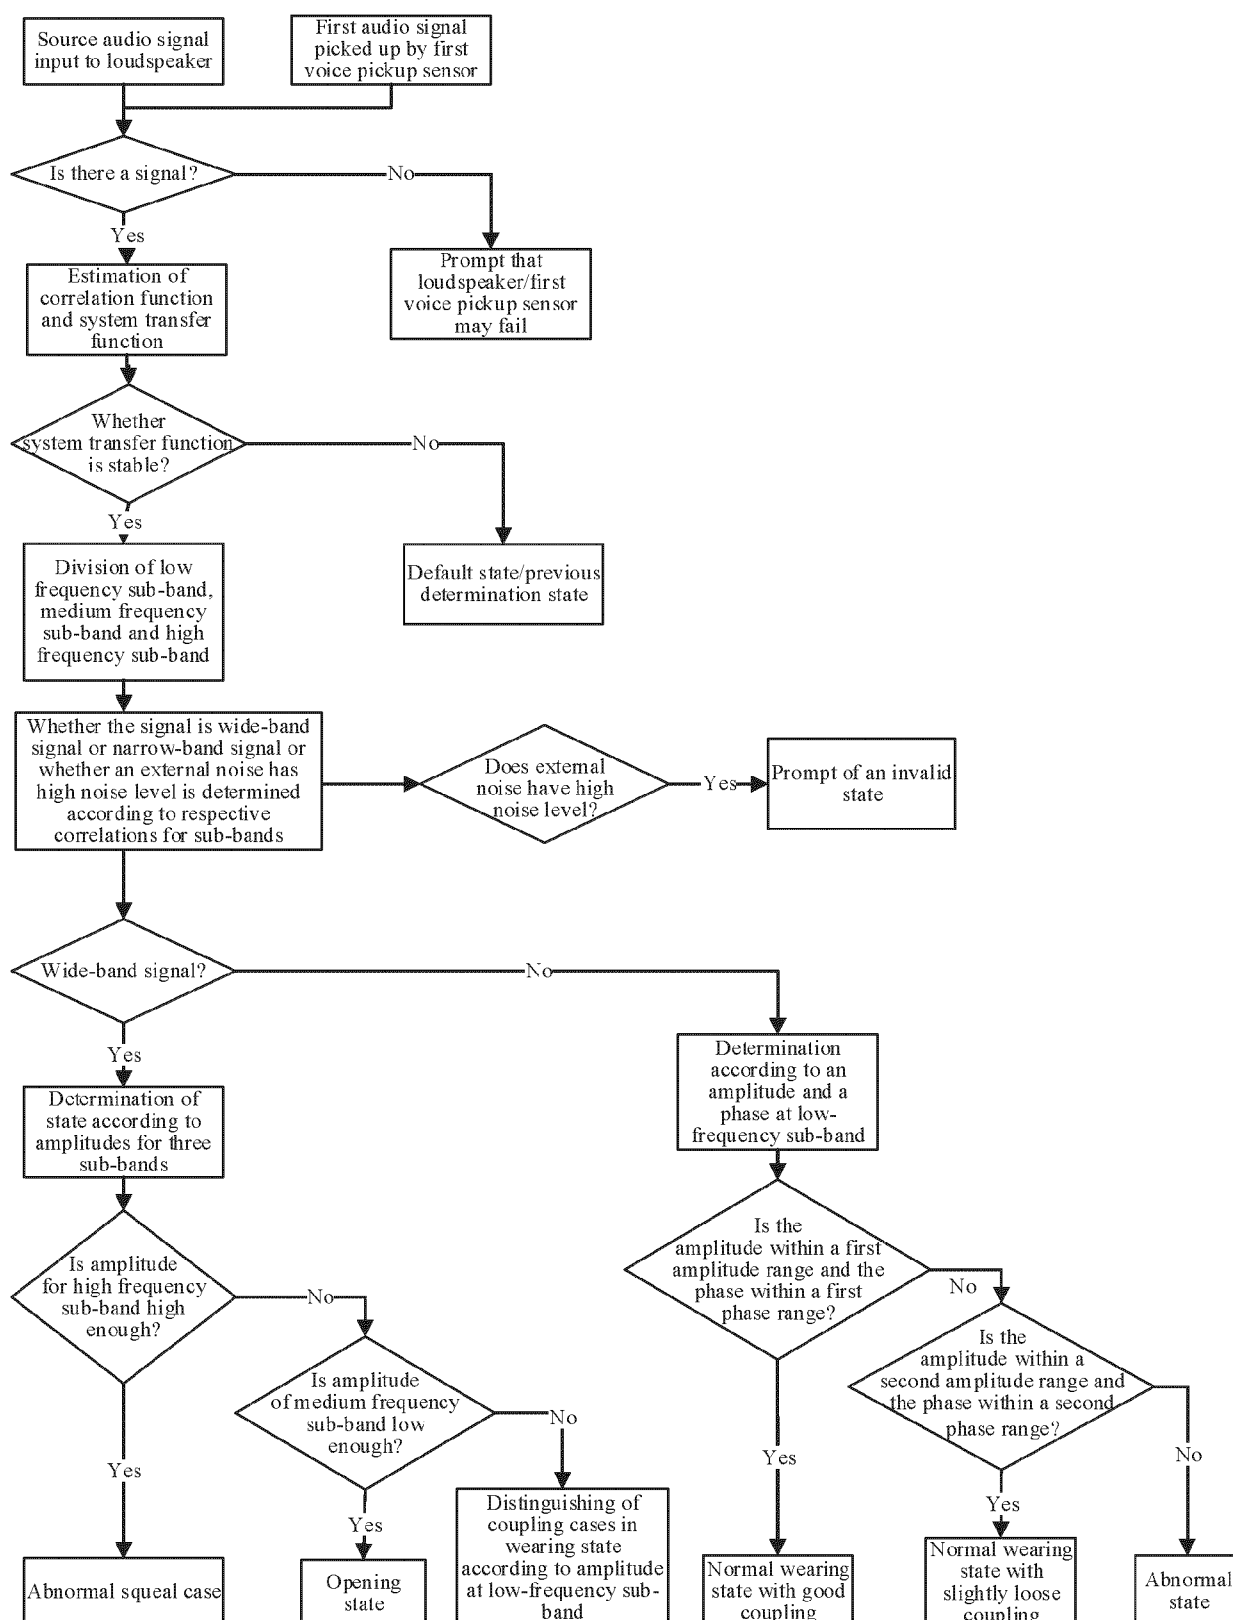 Source audio signal
input to loudspeaker
First audio signal
picked up by first
voice pickup sensor
Is there a signal?
No
Yes
Prompt that
loudspeaker/first
voice pickup sensor
may fail
Estimation of
correlation function
and system transfer
function
Whether
system transfer function
is stable?
No
Yes
Default state/previous
determination state
Division of low
frequency sub-band,
medium frequency
sub-band and high
frequency sub-band
Whether the signal is wide-band
signal or narrow-band signal or
whether an external noise has
high noise level is determined
according to respective
correlations for sub-bands
Does external
noise have high
noise level?
Yes
Prompt of an invalid
state
Wide-band signal?
No
Yes
Determination
according to an
amplitude and a
phase at low-
frequency sub-band
Determination of
state according to
amplitudes for three
sub-bands
Is amplitude
for high frequency
sub-band high
enough?
No
Is the
amplitude within a first
amplitude range and the
phase within a first
phase range?
No
Is amplitude
of medium frequency
sub-band low
enough?
No
Is the
amplitude within a
second amplitude range and
the phase within a second
phase range?
No
Yes
Yes
Yes
Yes
Abnormal squeal case
Opening
state
Distinguishing of
coupling cases in
wearing state
according to amplitude
at low-frequency sub-
band
Normal wearing
state with good
coupling
Normal wearing
state with
slightly loose
coupling
Abnormal
state